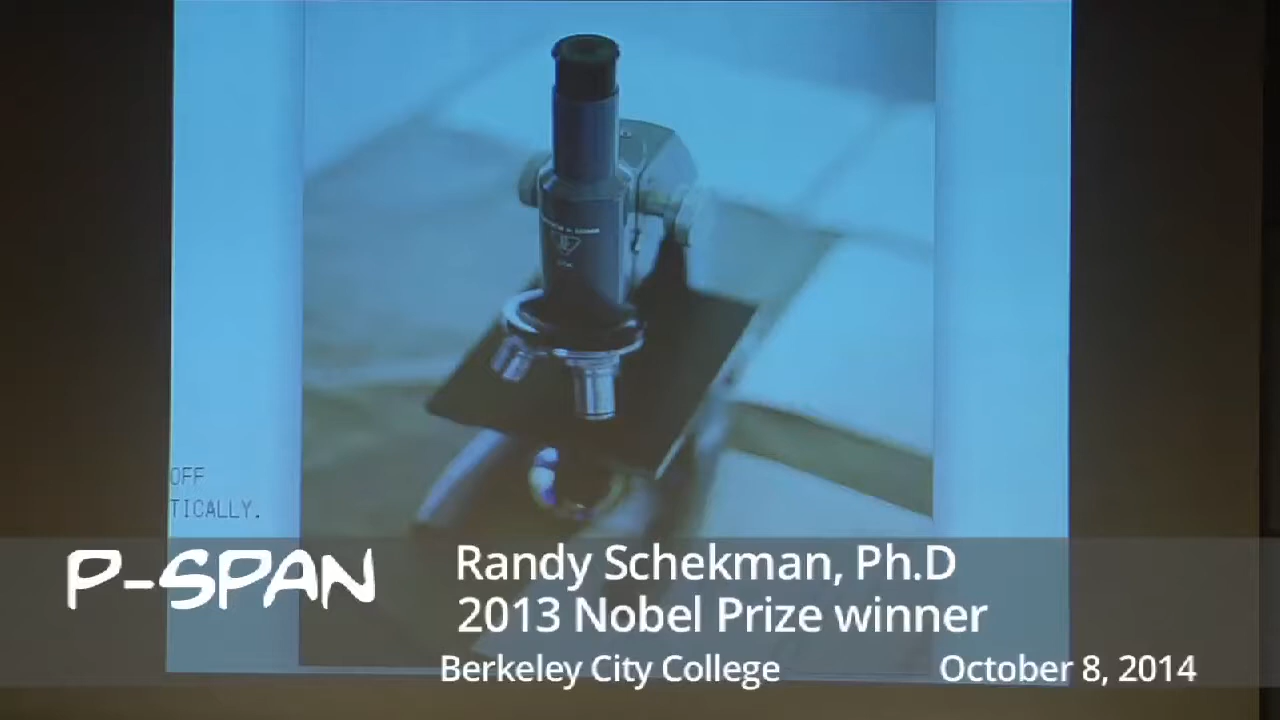 OFF
TICALLY.
P-SPAN
Randy Schekman, Ph.D
2013 Nobel Prize winner
Berkeley City College
October 8, 2014